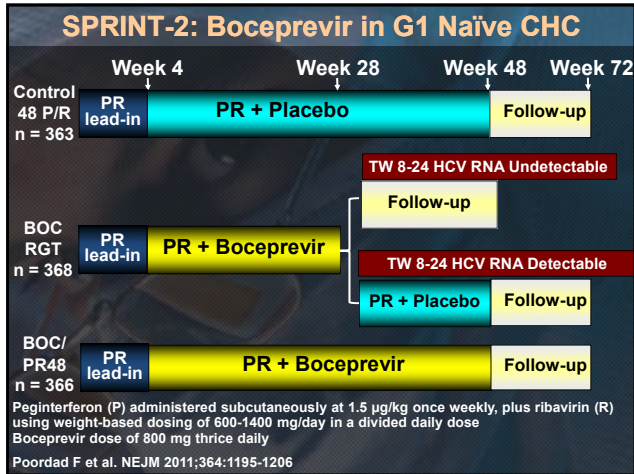 SPRINT-2: Boceprevir in G1 Naïve CHC
Week 4
Week 28
Week 48
Week 72
Control
48 P/R
n = 363
PR
lead-in
PR + Placebo
Follow-up
TW 8-24 HCV RNA Undetectable
Follow-up
BOC
RGT
n = 368
PR
lead-in
PR + Boceprevir
TW 8-24 HCV RNA Detectable
PR + Placebo
Follow-up
BOC/
PR48
n = 366
PR
lead-in
PR + Boceprevir
Follow-up
Peginterferon (P) administered subcutaneously at 1.5 µg/kg once weekly, plus ribavirin (R)
using weight-based dosing of 600-1400 mg/day in a divided daily dose
Boceprevir dose of 800 mg thrice daily
Poordad F et al. NEJM 2011;364:1195-1206